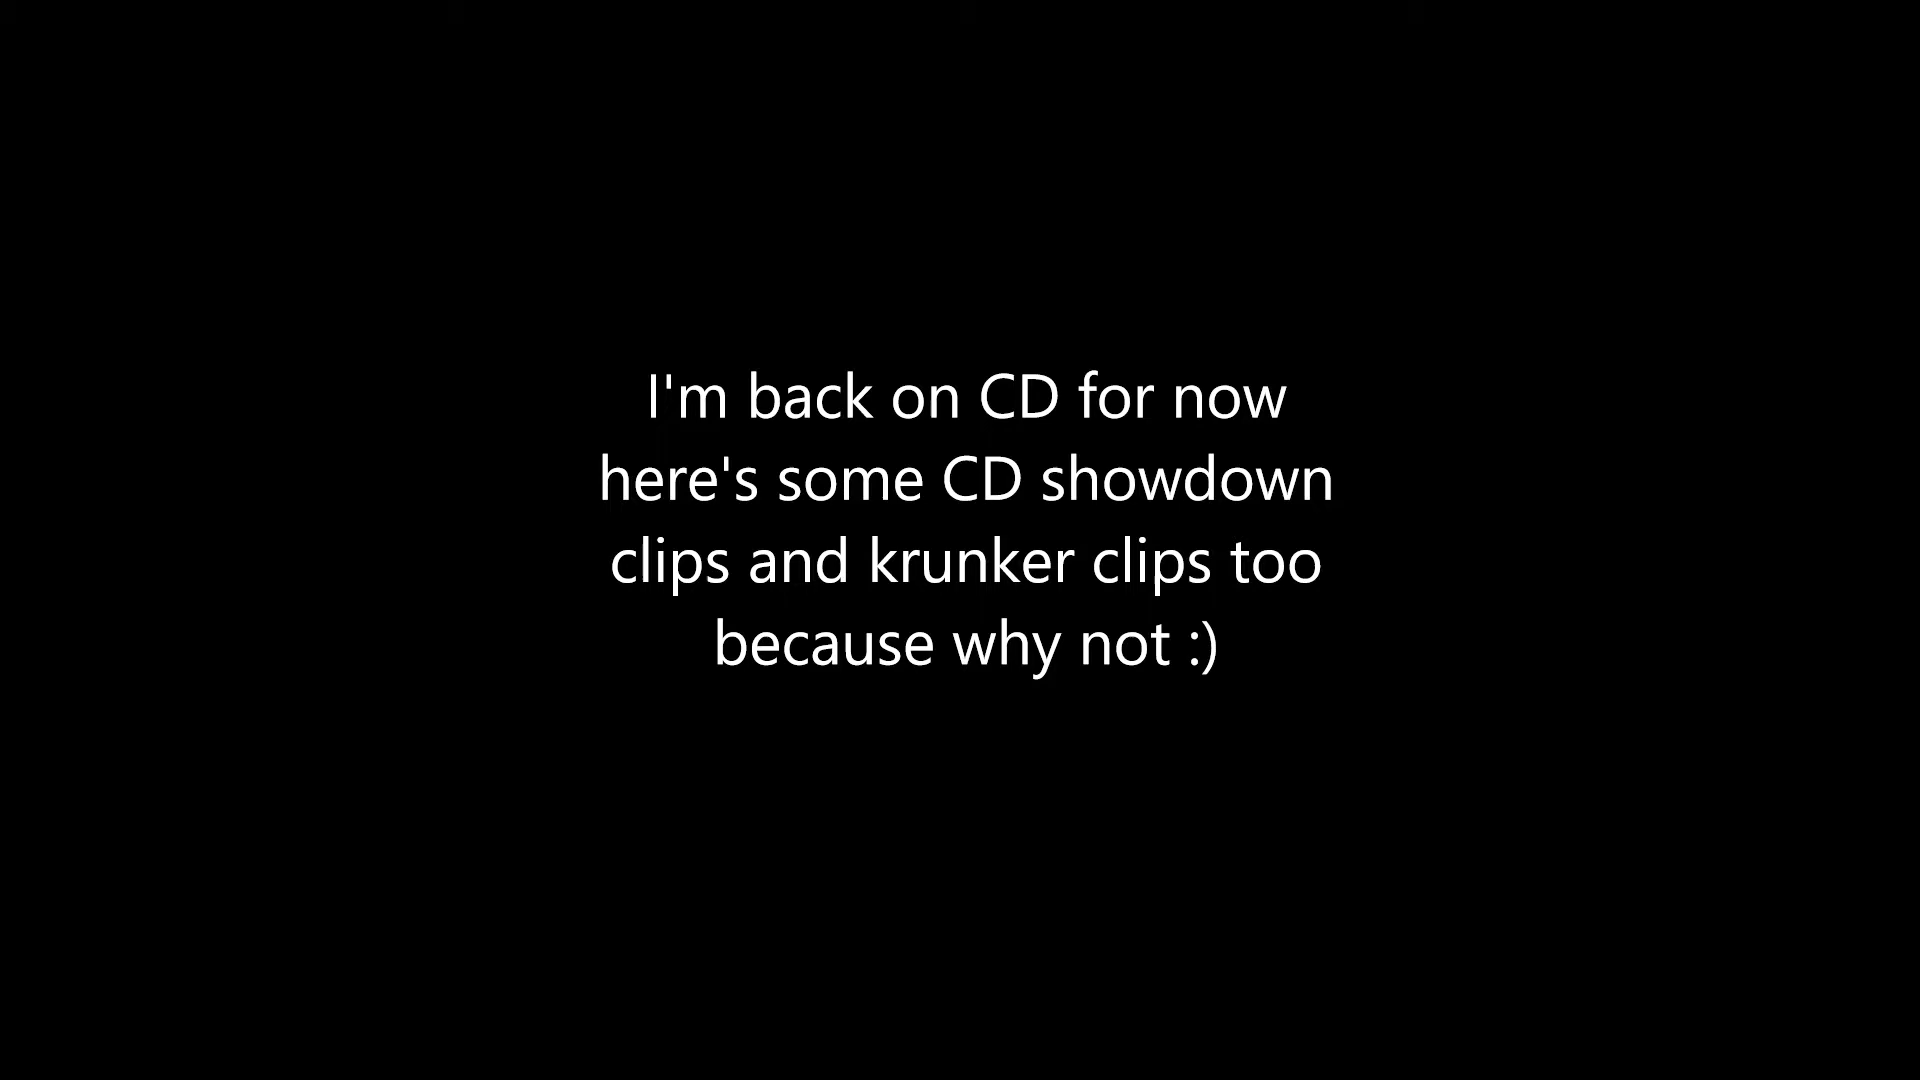 I'm back on CD for now
here's some CD showdown
clips and krunker clips too
because why not :)